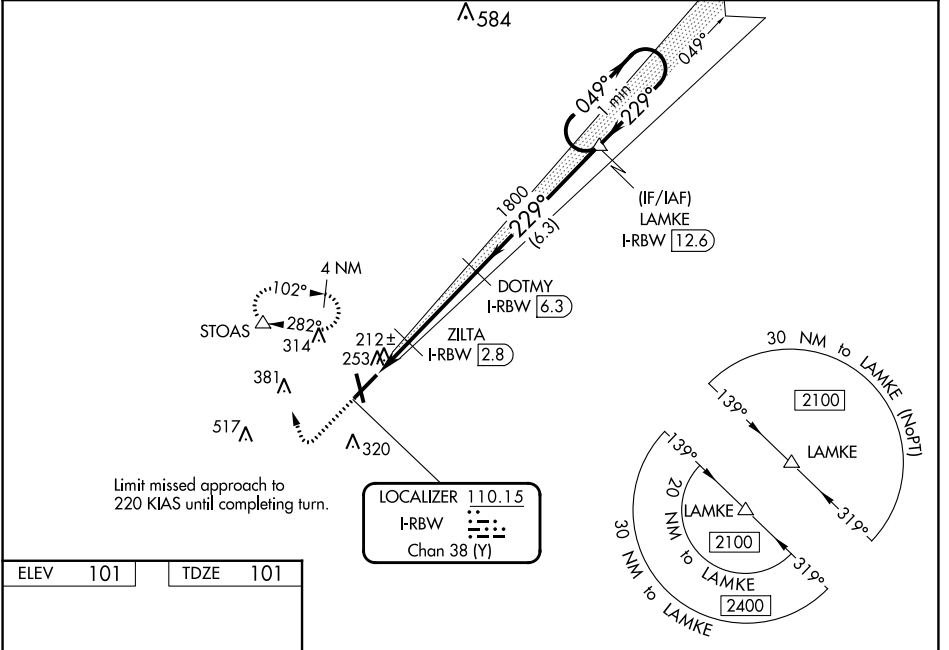 584
049°
049°
1 min
229°
(IF/IAF)
LAMKE
I-RBW 12.6
1800
229°
(6.3)
DOTMY
I-RBW 6.3
4 NM
102°
STOAS
282°
314
212±
253
ZILTA
I-RBW 2.8
381
517
320
30 NM to LAMKE (NoPT)
2100
139°
LAMKE
319°
139°
LAMKE
20 NM to LAMKE
2100
319°
30 NM to LAMKE
2400
Limit missed approach to
220 KIAS until completing turn.
LOCALIZER 110.15
I-RBW
Chan 38 (Y)
ELEV 101
TDZE 101